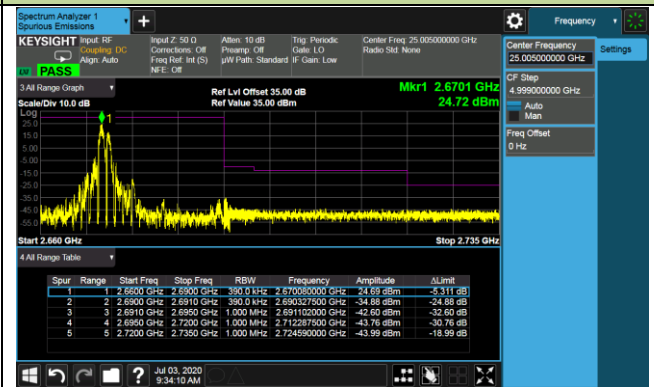 Spectrum Analyzer 1
Spurious Emissions
Frequency
KEYSIGHT
Input: RF
Coupling: DC
Align: Auto
PASS
Input Z: 50 Ω
Corrections: Off
Freq Ref: Int (S)
NFE: Off
Atten: 10 dB
Preamp: Off
µW Path: Standard
Trig: Periodic
Gate: LO
IF Gain: Low
Center Freq: 25.005000000 GHz
Radio Std: None
Center Frequency
25.005000000 GHz
Settings
CF Step
4.999000000 GHz
Auto
Man
Freq Offset
0 Hz
3 All Range Graph
Scale/Div 10.0 dB
Ref Lvl Offset 35.00 dB
Ref Value 35.00 dBm
Mkr1 2.6701 GHz
24.72 dBm
Log
1
25.0
15.0
5.00
-5.00
-15.0
-25.0
-35.0
-45.0
-55.0
Start 2.660 GHz
Stop 2.735 GHz
4 All Range Table
Spur Range Start Freq Stop Freq RBW Frequency Amplitude ΔLimit
1 1 2.6600 GHz 2.6900 GHz 390.0 kHz 2.670080000 GHz 24.69 dBm -5.311 dB
2 2 2.6900 GHz 2.6910 GHz 390.0 kHz 2.690327500 GHz -34.88 dBm -24.88 dB
3 3 2.6910 GHz 2.6950 GHz 1.000 MHz 2.691102000 GHz -42.60 dBm -32.60 dB
4 4 2.6950 GHz 2.7200 GHz 1.000 MHz 2.712287500 GHz -43.76 dBm -30.76 dB
5 5 2.7200 GHz 2.7350 GHz 1.000 MHz 2.724590000 GHz -43.99 dBm -18.99 dB
Jul 03, 2020
9:34:10 AM